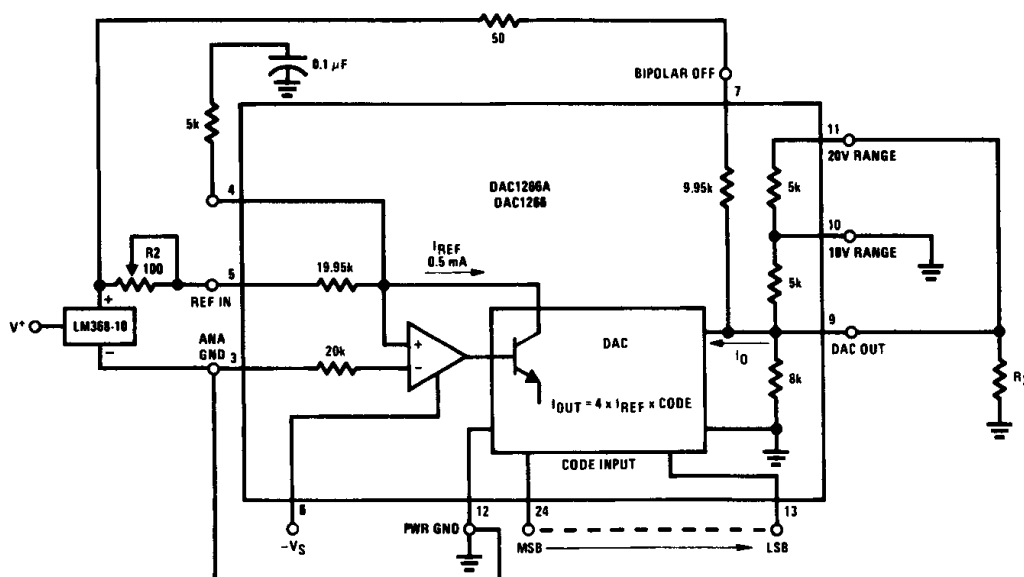 50
0.1 μF
BIPOLAR OFF
7
5k
11
20V RANGE
DAC1266A
DAC1266
9.95k
5k
4
10
10V RANGE
R2
100
IREF
0.5 mA
5
19.95k
5k
REF IN
V+
+
LM368-10
–
ANA
GND
3
20k
+
–
DAC
9
DAC OUT
IO
8k
IOUT = 4 x IREF x CODE
CODE INPUT
6
12
24
13
–VS
PWR GND
MSB
LSB